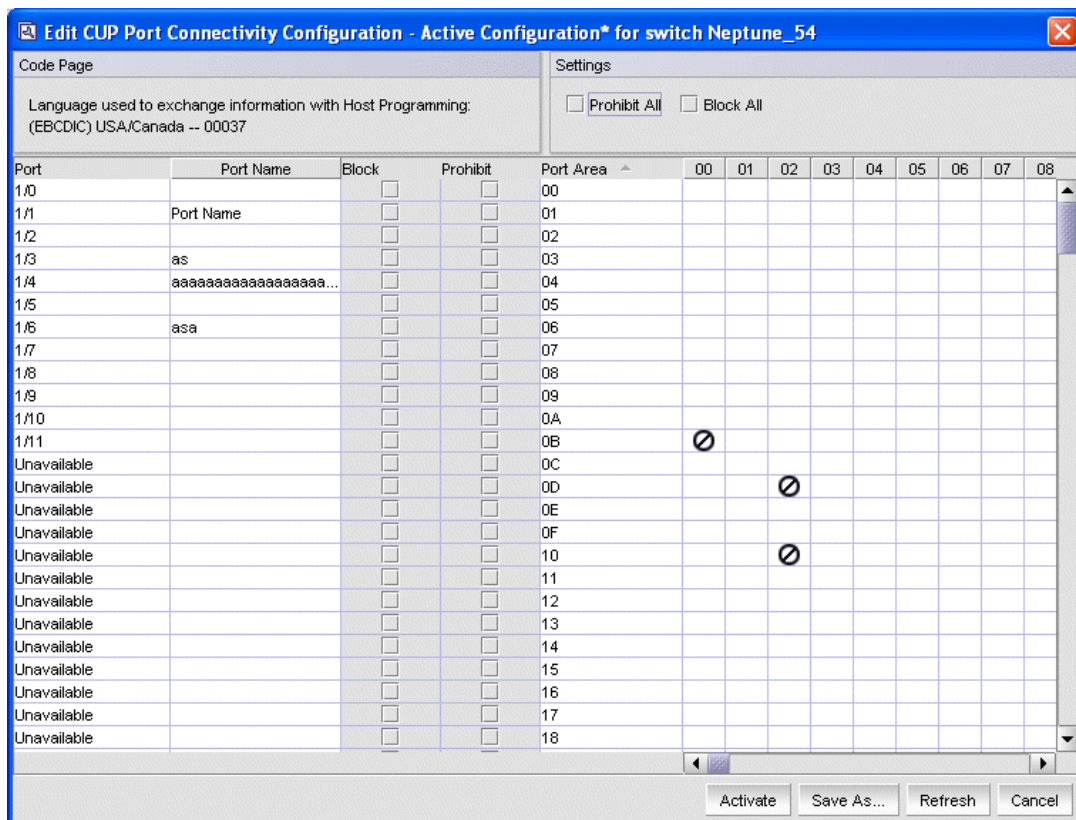 Edit CUP Port Connectivity Configuration - Active Configuration* for switch Neptune_54
Code Page
Settings
Language used to exchange information with Host Programming:
(EBCDIC) USA/Canada -- 00037
Prohibit All
Block All
Port Port Name Block Prohibit Port Area 00 01 02 03 04 05 06 07 08
1/0 00
1/1 Port Name 01
1/2 02
1/3 as 03
1/4 aaaaaaaaaaaaaaaaaa... 04
1/5 05
1/6 asa 06
1/7 07
1/8 08
1/9 09
1/10 0A
1/11 0B
Unavailable 0C
Unavailable 0D
Unavailable 0E
Unavailable 0F
Unavailable 10
Unavailable 11
Unavailable 12
Unavailable 13
Unavailable 14
Unavailable 15
Unavailable 16
Unavailable 17
Unavailable 18
Activate Save As... Refresh Cancel